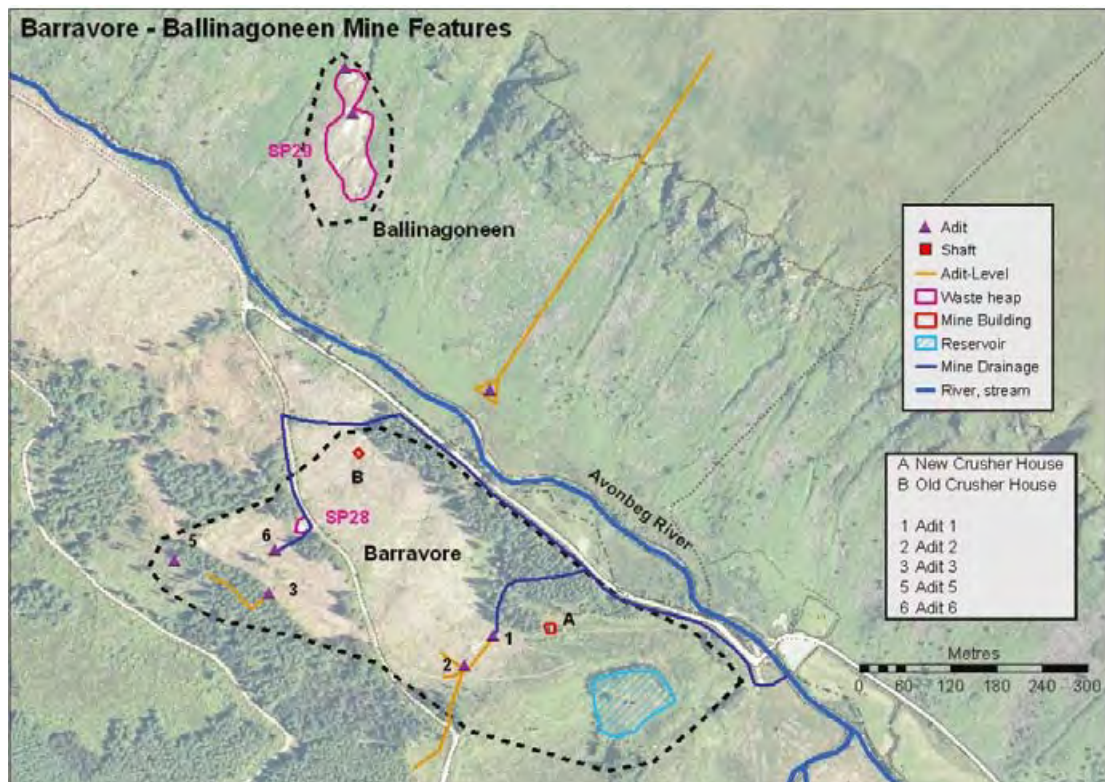 Barravore - Ballinagoneen Mine Features
SP29
Ballinagoneen
Adit
Shaft
Adit-Level
Waste heap
Mine Building
Reservoir
Mine Drainage
River, stream
B
Avonbeg River
A New Crusher House
B Old Crusher House
1 Adit 1
2 Adit 2
3 Adit 3
5 Adit 5
6 Adit 6
SP28
5
6
Barravore
3
A
1
2
Metres
0 60 120 180 240 300